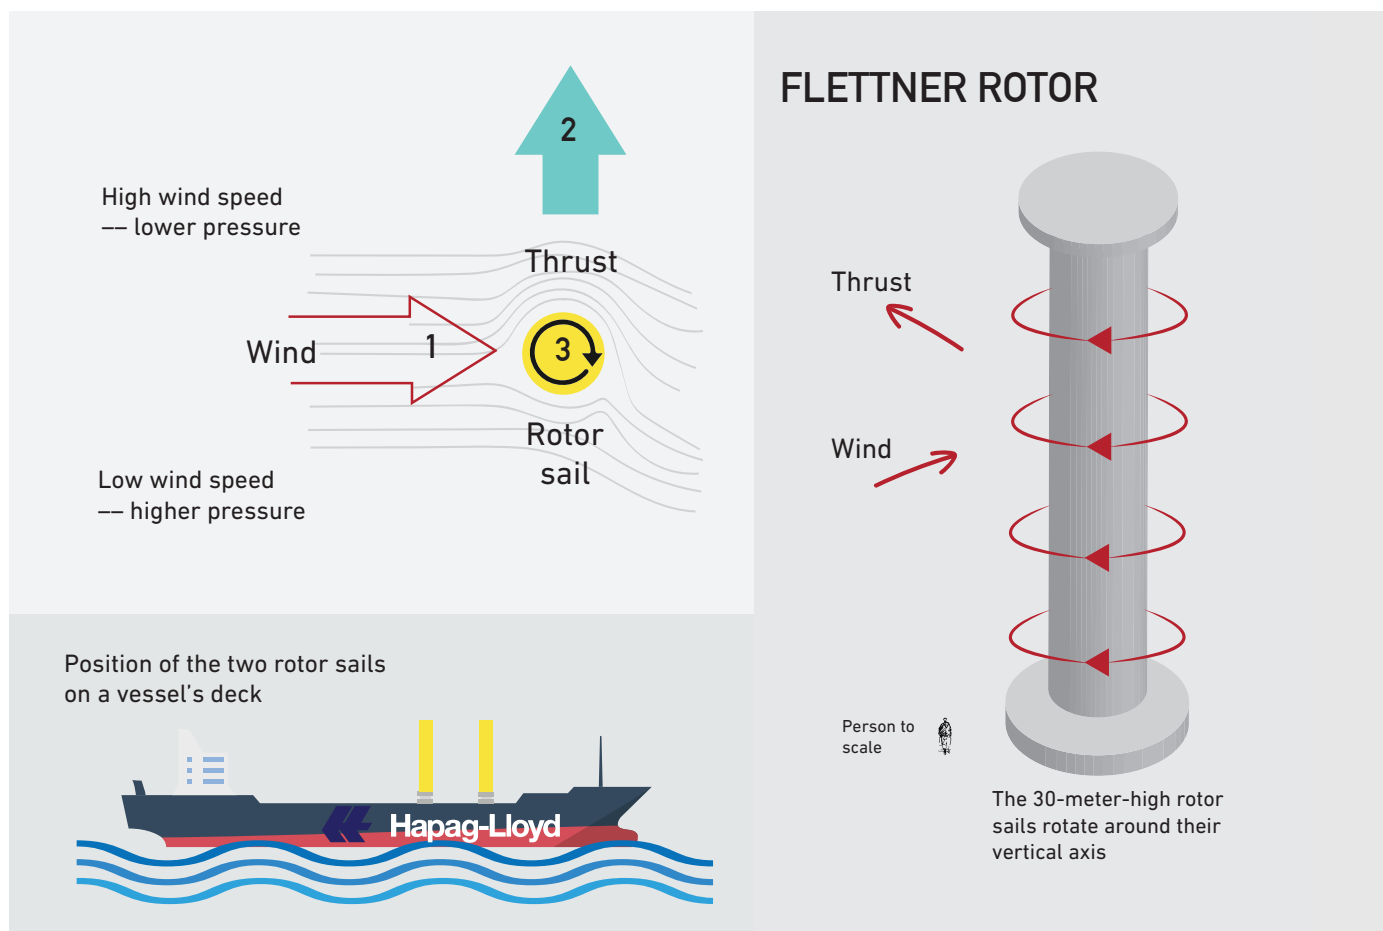 FLETTNER ROTOR
2
High wind speed
–– lower pressure
Thrust
Wind
1
3
Rotor
sail
Low wind speed
–– higher pressure
Position of the two rotor sails
on a vessel's deck
Hapag-Lloyd
Thrust
Wind
Person to
scale
The 30-meter-high rotor
sails rotate around their
vertical axis